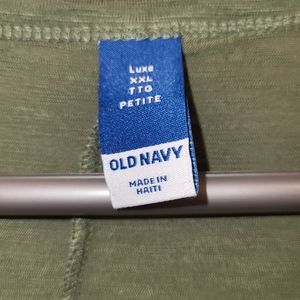 Luxe
XXL
TTG
PETITE
OLD NAVY
MADE IN
HAITI